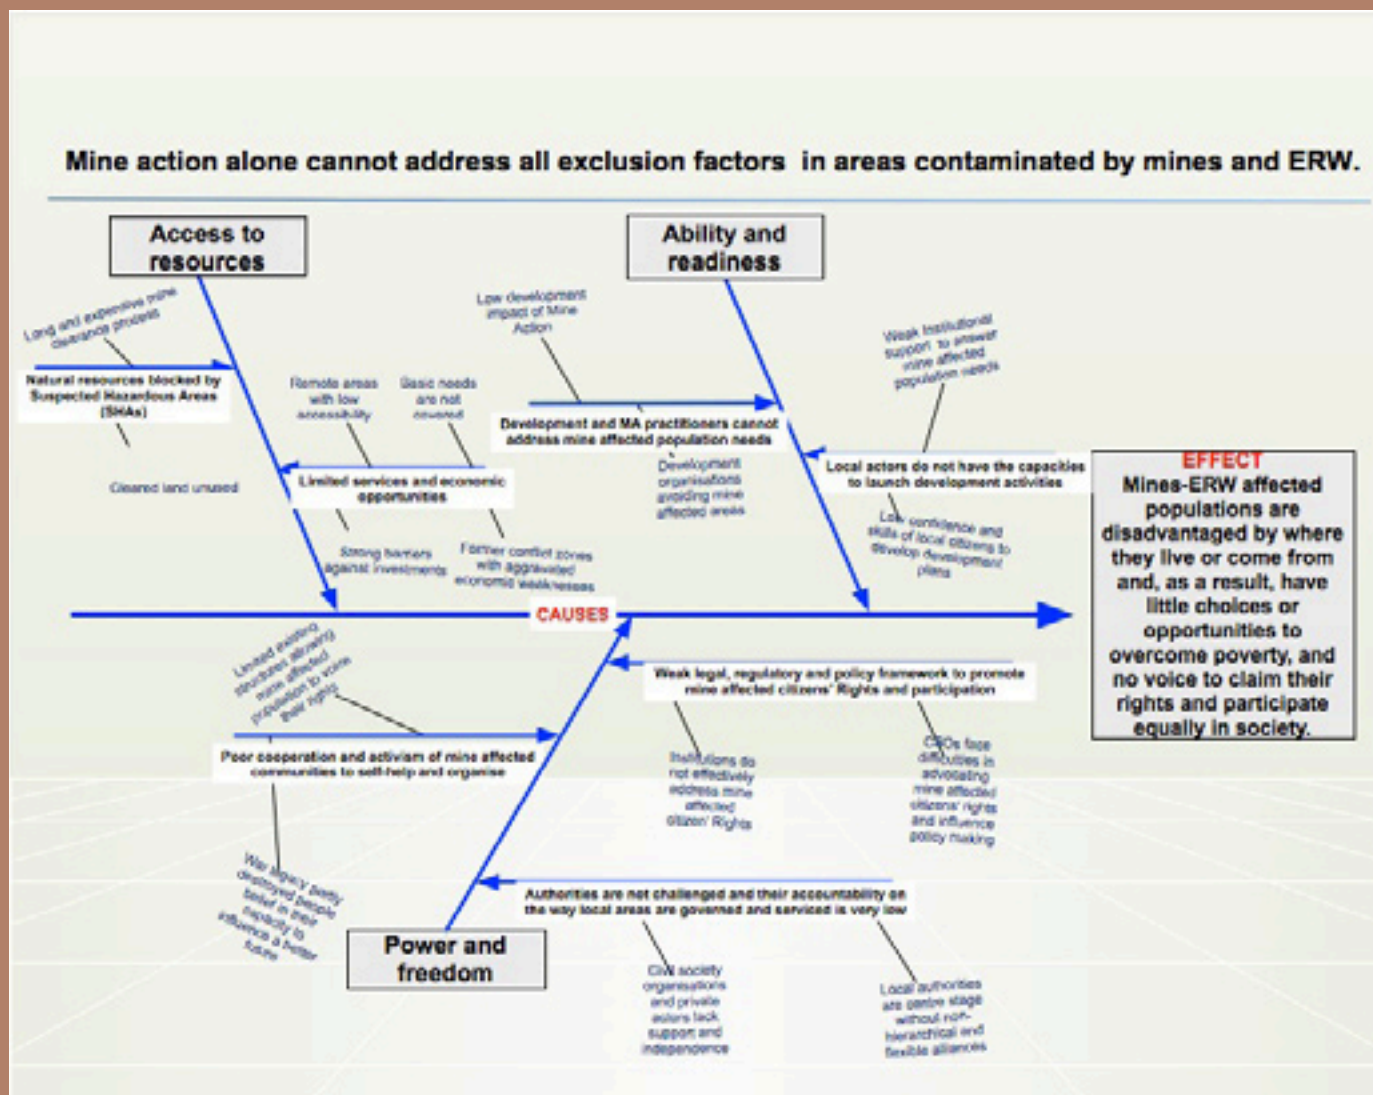 Mine action alone cannot address all exclusion factors in areas contaminated by mines and ERW.
Access to
resources
Ability and
readiness
Long and expensive mine
clearance process
Natural resources blocked by
Suspected Hazardous Areas
(SHAs)
Cleared land unused
Remote areas
with low
accessibility
Basic needs
are not
covered
Limited services and economic
opportunities
Strong barriers
against investments
Former conflict zones
with aggravated
economic weaknesses
Low development
impact of Mine
Action
Development and MA practitioners cannot
address mine affected population needs
Development
organisations
avoiding mine
affected areas
Weak Institutional
support to answer
mine affected
population needs
Local actors do not have the capacities
to launch development activities
Low confidence and
skills of local citizens to
develop development
plans
EFFECT
Mines-ERW affected
populations are
disadvantaged by where
they live or come from
and, as a result, have
little choices or
opportunities to
overcome poverty, and
no voice to claim their
rights and participate
equally in society.
CAUSES
Limited existing
structures allowing
mine affected
population to voice
their rights
Poor cooperation and activism of mine affected
communities to self-help and organise
War legacy partly
destroyed people
belief in their
capacity to
influence a better
future
Weak legal, regulatory and policy framework to promote
mine affected citizens' Rights and participation
Institutions do
not effectively
address mine
affected
citizen' Rights
CSOs face
difficulties in
advocating
mine affected
citizens' rights
and influence
policy making
Authorities are not challenged and their accountability on
the way local areas are governed and serviced is very low
Civil society
organisations
and private
actors lack
support and
independence
Local authorities
are centre stage
without non-
hierarchical and
flexible alliances
Power and
freedom